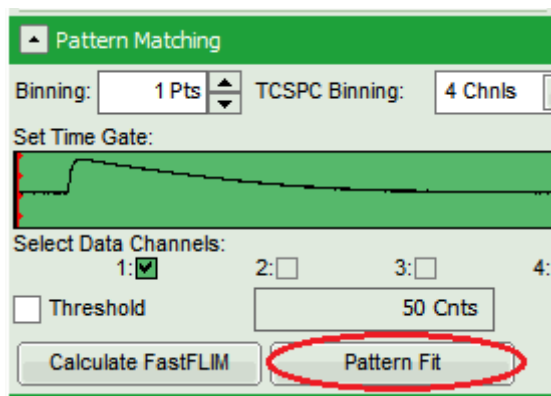 Pattern Matching
Binning: 1 Pts TCSPC Binning: 4 Chnls
Set Time Gate:
Select Data Channels:
1: 2: 3: 4:
Threshold 50 Cnts
Calculate FastFLIM Pattern Fit